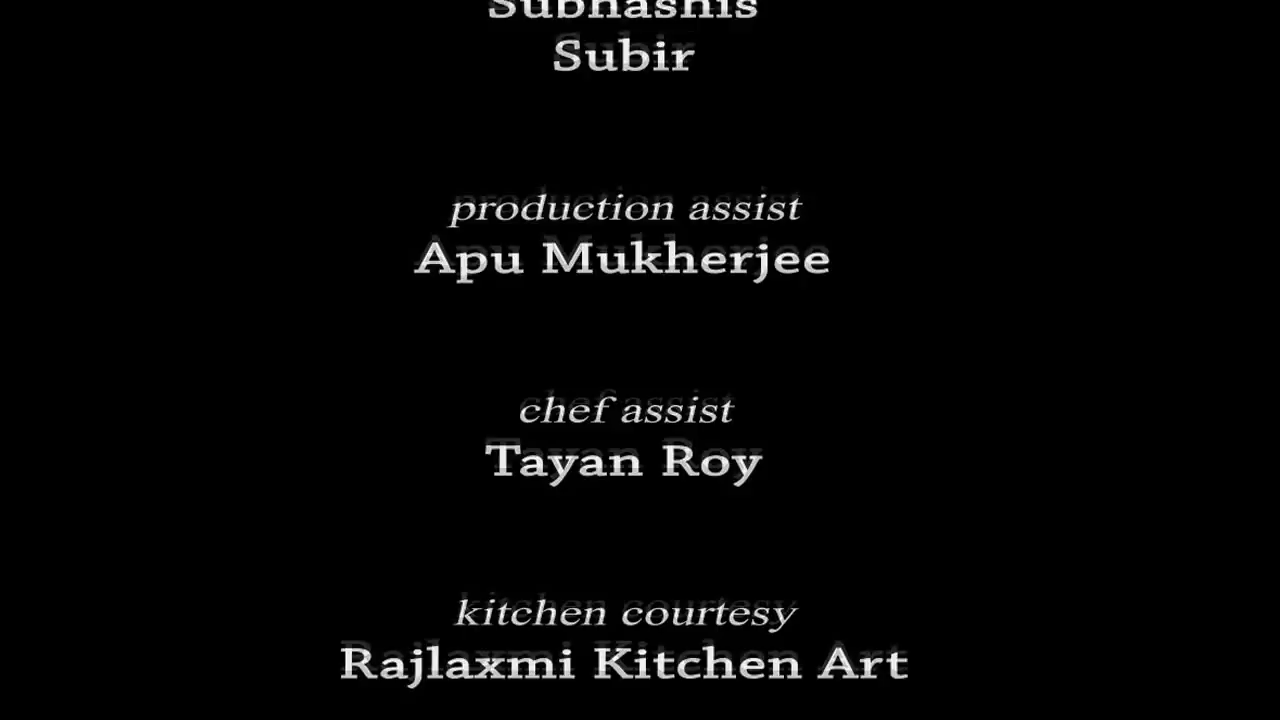 Subhashis
Subir
production assist
Apu Mukherjee
chef assist
Tayan Roy
kitchen courtesy
Rajlaxmi Kitchen Art